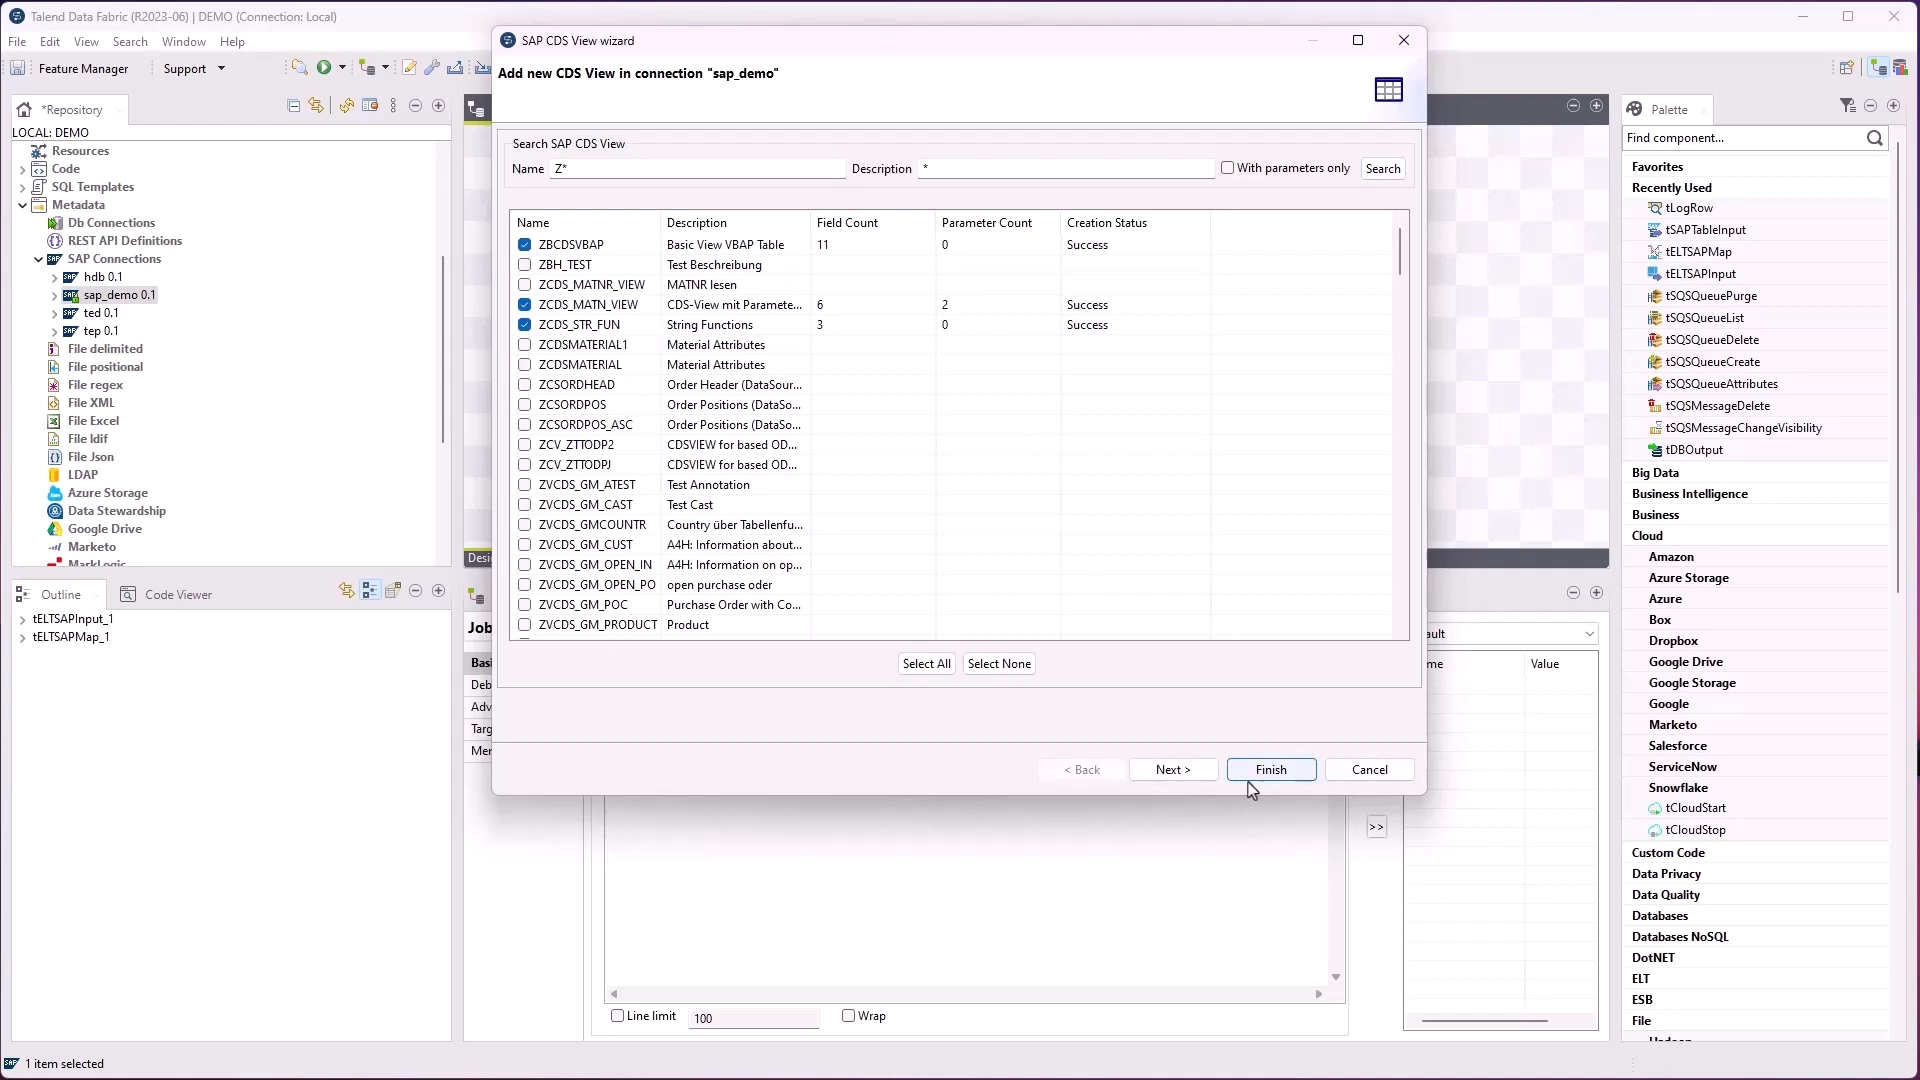 Talend Data Fabric (R2023-06) | DEMO (Connection: Local)
File Edit View Search Window Help
Feature Manager Support
*Repository
LOCAL: DEMO
Resources
Code
SQL Templates
Metadata
Db Connections
REST API Definitions
SAP Connections
hdb 0.1
sap_demo 0.1
ted 0.1
tep 0.1
File delimited
File positional
File regex
File XML
File Excel
File ldif
File Json
LDAP
Azure Storage
Data Stewardship
Google Drive
Marketo
MarkLogic
Outline Code Viewer
tELTSAPInput_1
tELTSAPMap_1
1 item selected
SAP CDS View wizard
Add new CDS View in connection "sap_demo"
Search SAP CDS View
Name Z* Description * With parameters only Search
Name Description Field Count Parameter Count Creation Status
ZBCDSVBAP Basic View VBAP Table 11 0 Success
ZBH_TEST Test Beschreibung
ZCDS_MATNR_VIEW MATNR lesen
ZCDS_MATN_VIEW CDS-View mit Paramete... 6 2 Success
ZCDS_STR_FUN String Functions 3 0 Success
ZCDSMATERIAL1 Material Attributes
ZCDSMATERIAL Material Attributes
ZCSORDHEAD Order Header (DataSour...
ZCSORDPOS Order Positions (DataSo...
ZCSORDPOS_ASC Order Positions (DataSo...
ZCV_ZTTODP2 CDSVIEW for based OD...
ZCV_ZTTODPJ CDSVIEW for based OD...
ZVCDS_GM_ATEST Test Annotation
ZVCDS_GM_CAST Test Cast
ZVCDS_GMCOUNTR Country über Tabellenfu...
ZVCDS_GM_CUST A4H: Information about...
ZVCDS_GM_OPEN_IN A4H: Information on op...
ZVCDS_GM_OPEN_PO open purchase oder
ZVCDS_GM_POC Purchase Order with Co...
ZVCDS_GM_PRODUCT Product
Select All Select None
< Back Next > Finish Cancel
Desi
Job
Basi
Deb
Adv
Targ
Mer
ault
me Value
>>
Line limit 100 Wrap
Palette
Find component...
Favorites
Recently Used
tLogRow
tSAPTableInput
tELTSAPMap
tELTSAPInput
tSQSQueuePurge
tSQSQueueList
tSQSQueueDelete
tSQSQueueCreate
tSQSQueueAttributes
tSQSMessageDelete
tSQSMessageChangeVisibility
tDBOutput
Big Data
Business Intelligence
Business
Cloud
Amazon
Azure Storage
Azure
Box
Dropbox
Google Drive
Google Storage
Google
Marketo
Salesforce
ServiceNow
Snowflake
tCloudStart
tCloudStop
Custom Code
Data Privacy
Data Quality
Databases
Databases NoSQL
DotNET
ELT
ESB
File